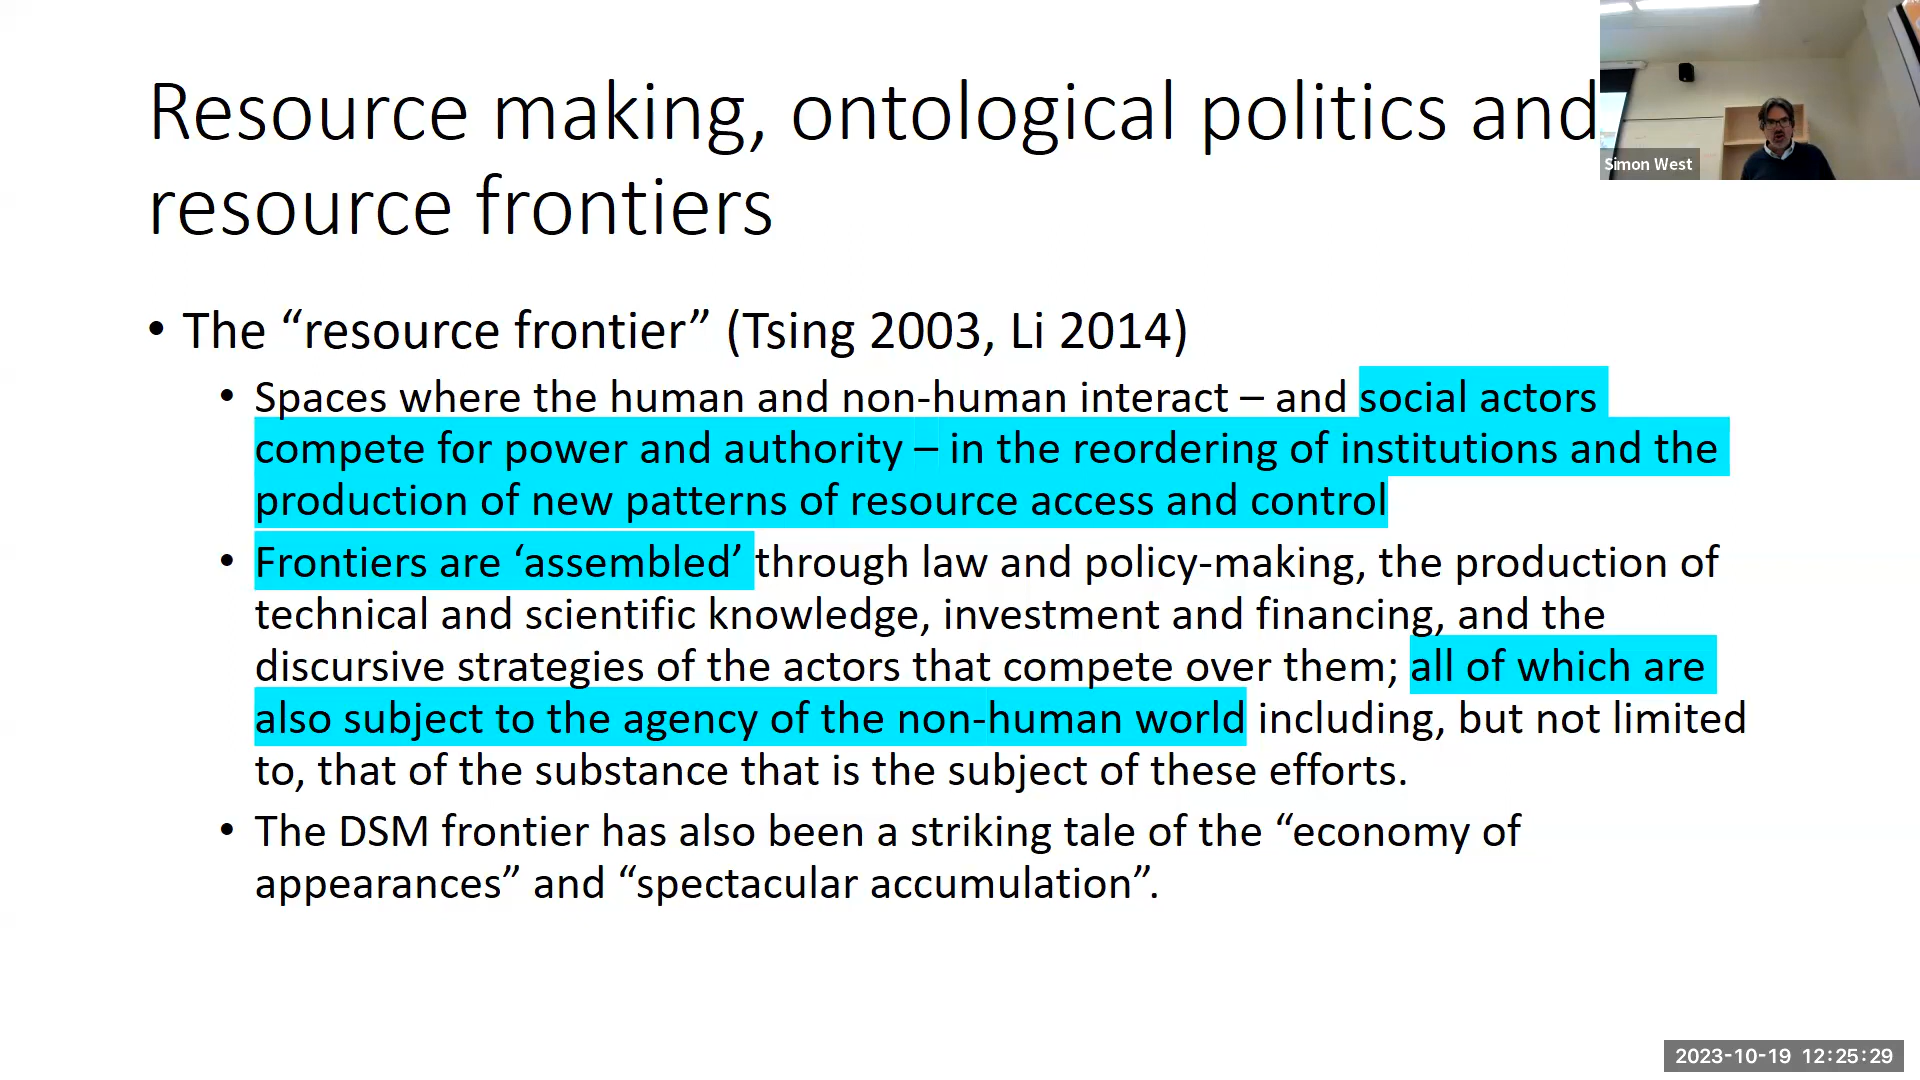 Resource making, ontological politics and
resource frontiers
Simon West
• The “resource frontier” (Tsing 2003, Li 2014)
• Spaces where the human and non-human interact – and social actors
compete for power and authority – in the reordering of institutions and the
production of new patterns of resource access and control
• Frontiers are ‘assembled’ through law and policy-making, the production of
technical and scientific knowledge, investment and financing, and the
discursive strategies of the actors that compete over them; all of which are
also subject to the agency of the non-human world including, but not limited
to, that of the substance that is the subject of these efforts.
• The DSM frontier has also been a striking tale of the “economy of
appearances” and “spectacular accumulation”.
2023-10-19 12:25:29